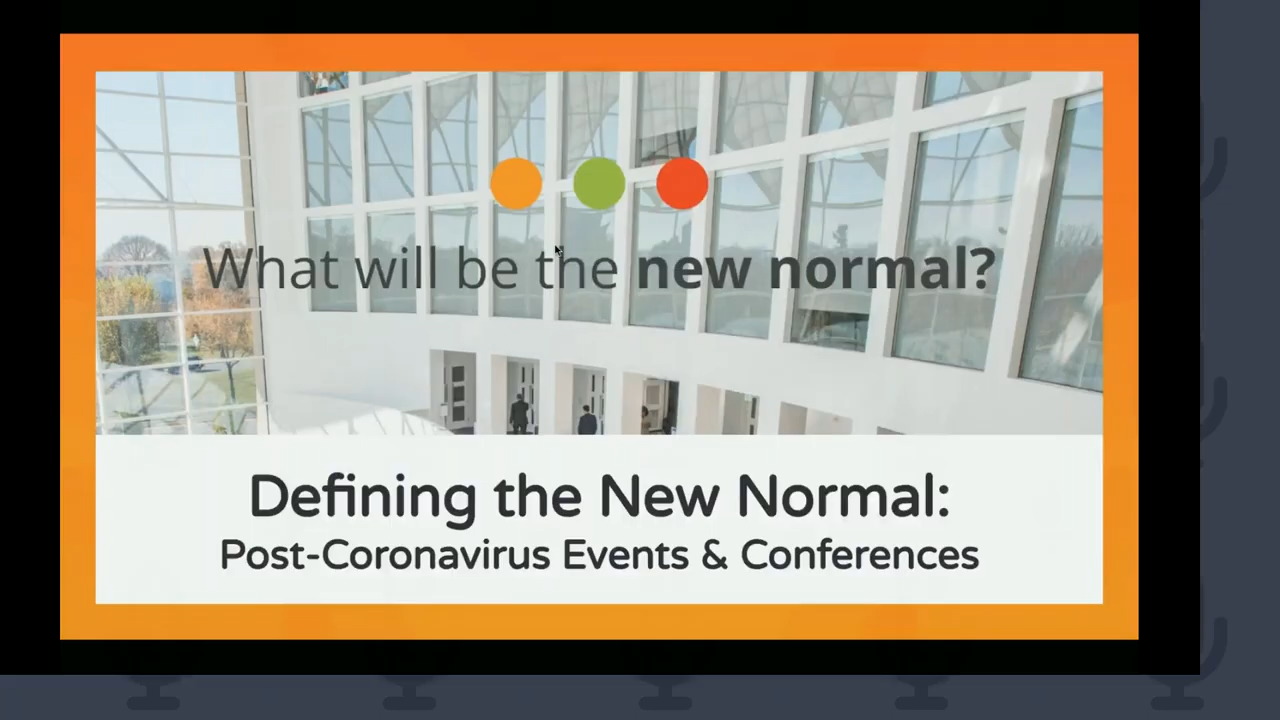 What will be the new normal?
Defining the New Normal:
Post-Coronavirus Events & Conferences